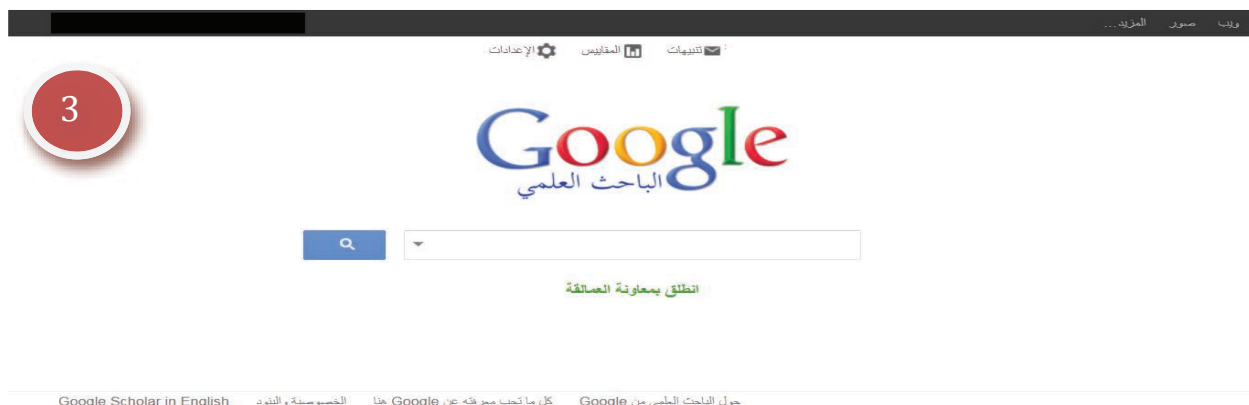 ويب صور المزيد...
تنبيهات المقاييس الإعدادات
3
Google
الباحث العلمي
انطلق بمعاونة العمالقة
حول الباحث العلمي من Google كل ما تحب معرفته عن Google هنا الخصوصية والبنود Google Scholar in English